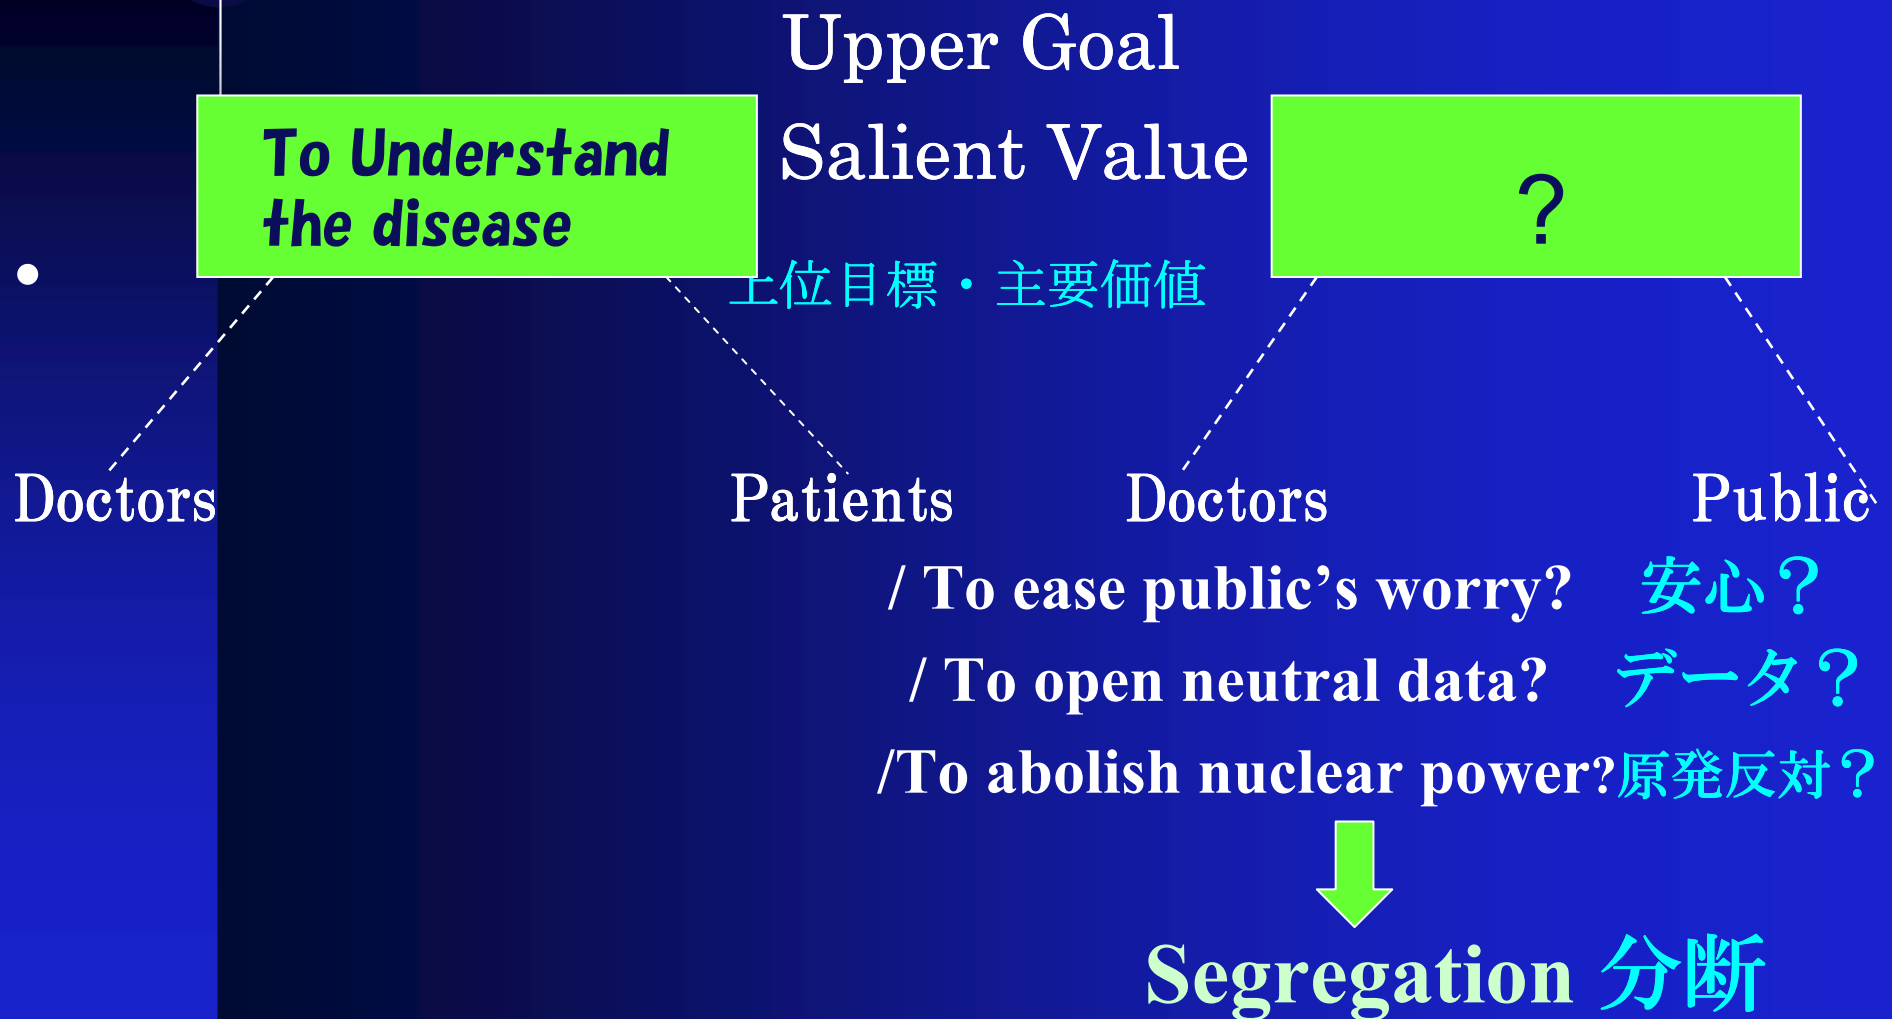 Upper Goal
Salient Value
上位目標・主要価値
To Understand
the disease
?
Doctors
Patients
Doctors
Public
/ To ease public’s worry? 安心？
/ To open neutral data? データ？
/To abolish nuclear power?原発反対？
Segregation 分断